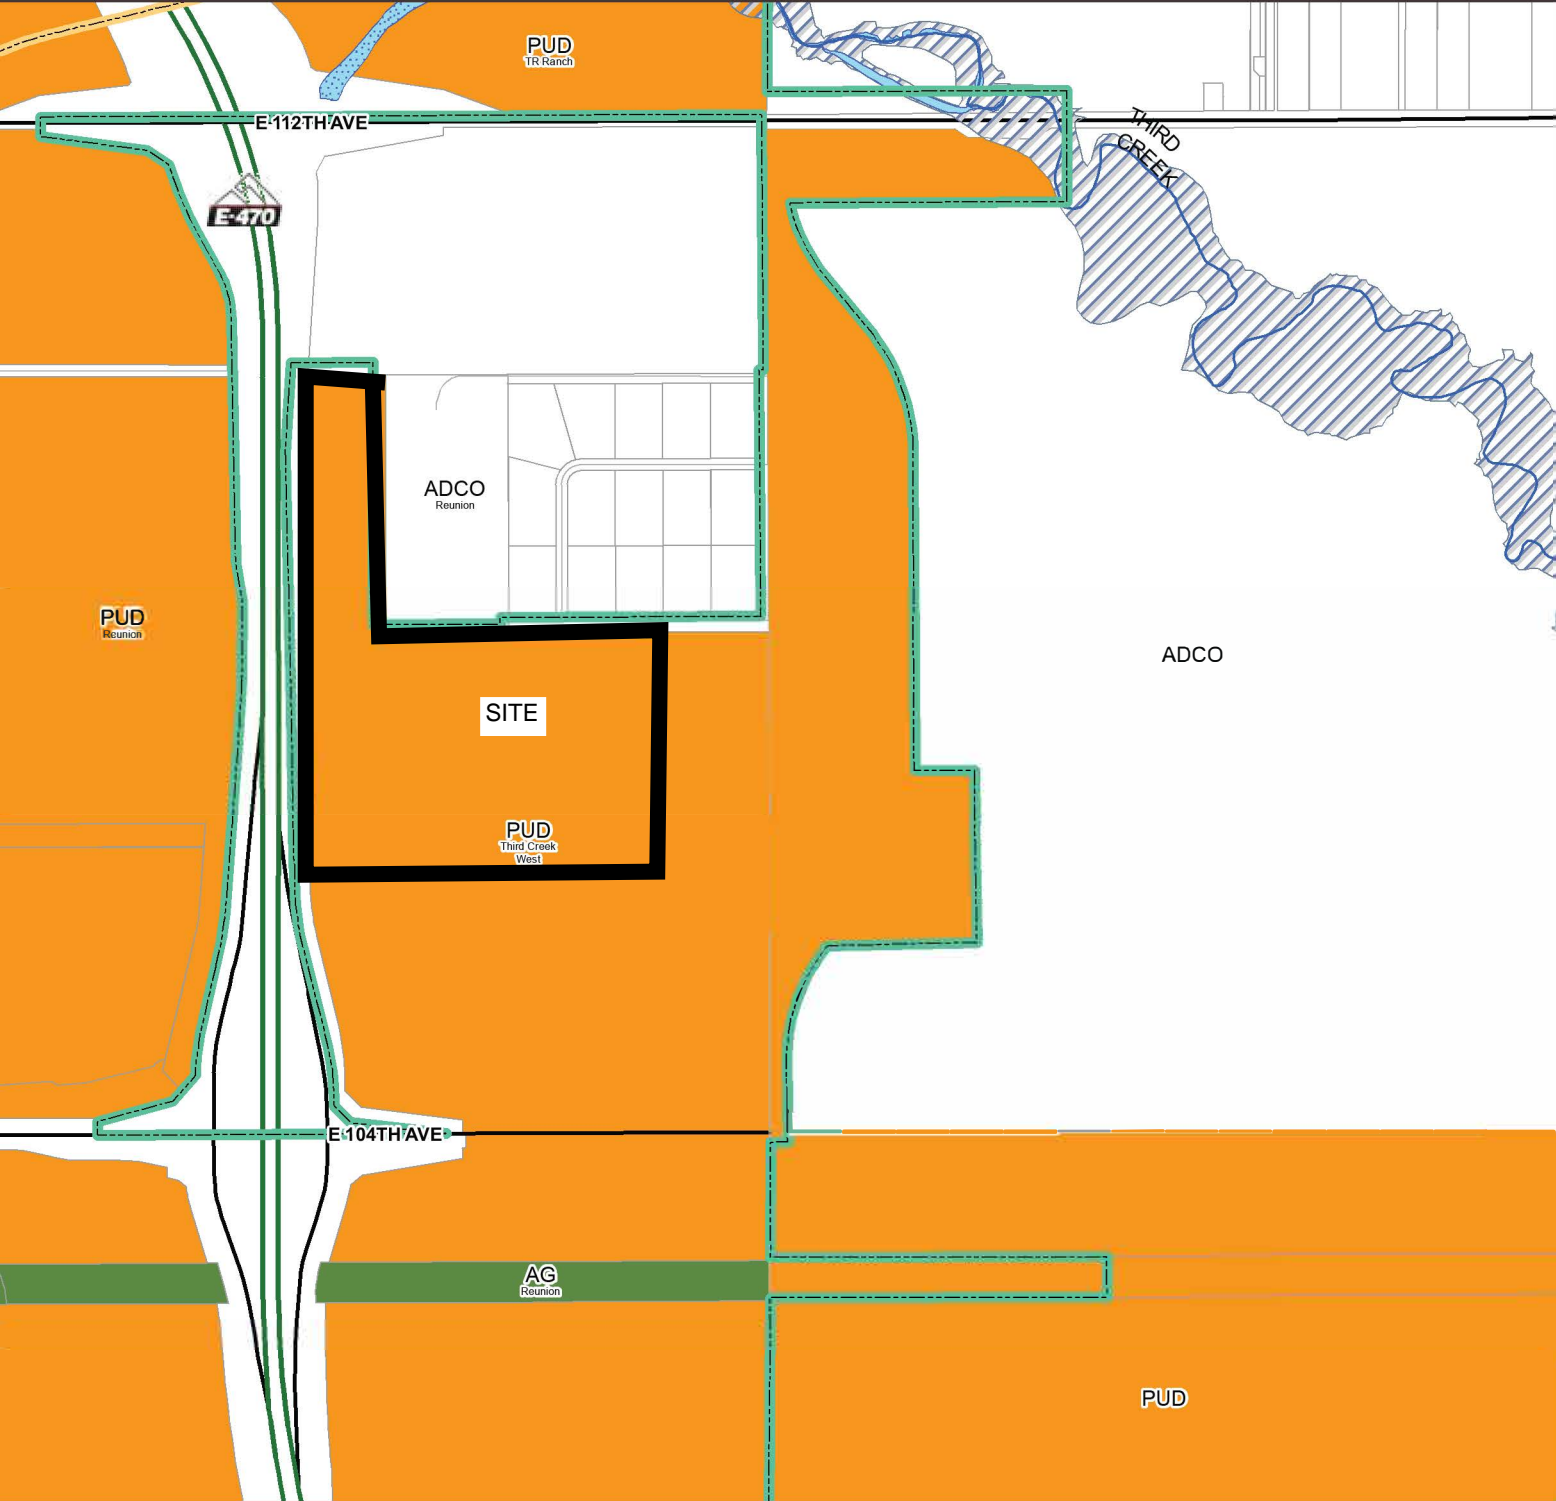 PUD
TR Ranch
E 112TH AVE
THIRD
CREEK
E-470
ADCO
Reunion
PUD
Reunion
ADCO
SITE
PUD
Third Creek
West
E 104TH AVE
AG
Reunion
PUD